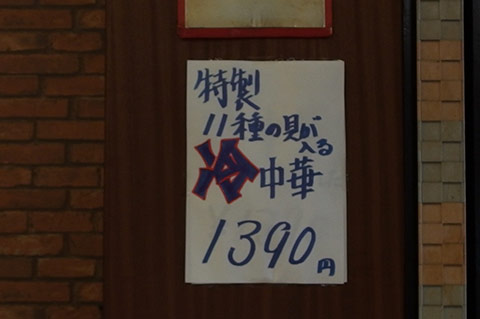 特製
11種の具が
入る
冷中華
1390円